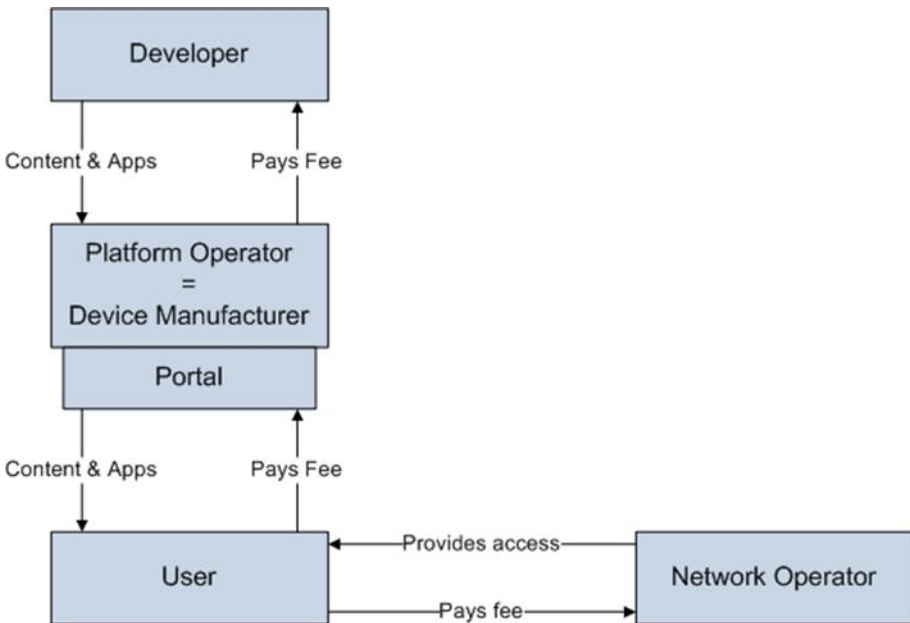 Developer
Content & Apps
Pays Fee
Platform Operator
=
Device Manufacturer
Portal
Content & Apps
Pays Fee
User
Provides access
Pays fee
Network Operator